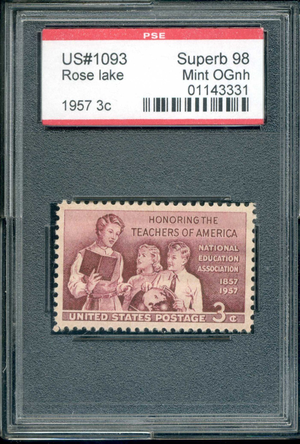 PSE
US#1093 Superb 98
Rose lake Mint OGnh
01143331
1957 3c
HONORING THE
TEACHERS OF AMERICA
NATIONAL
EDUCATION
ASSOCIATION
1857
1957
UNITED STATES POSTAGE 3c